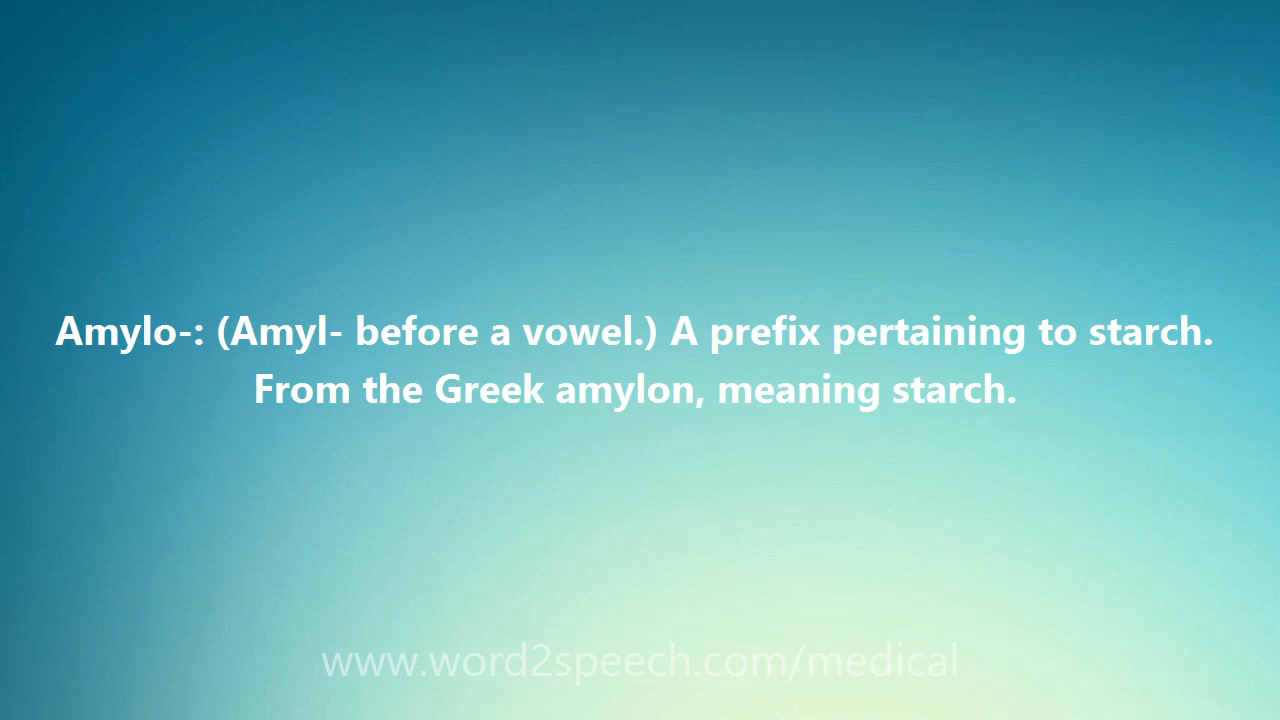 Amylo-: (Amyl- before a vowel.) A prefix pertaining to starch.
From the Greek amylon, meaning starch.
www.word2speech.com/medical